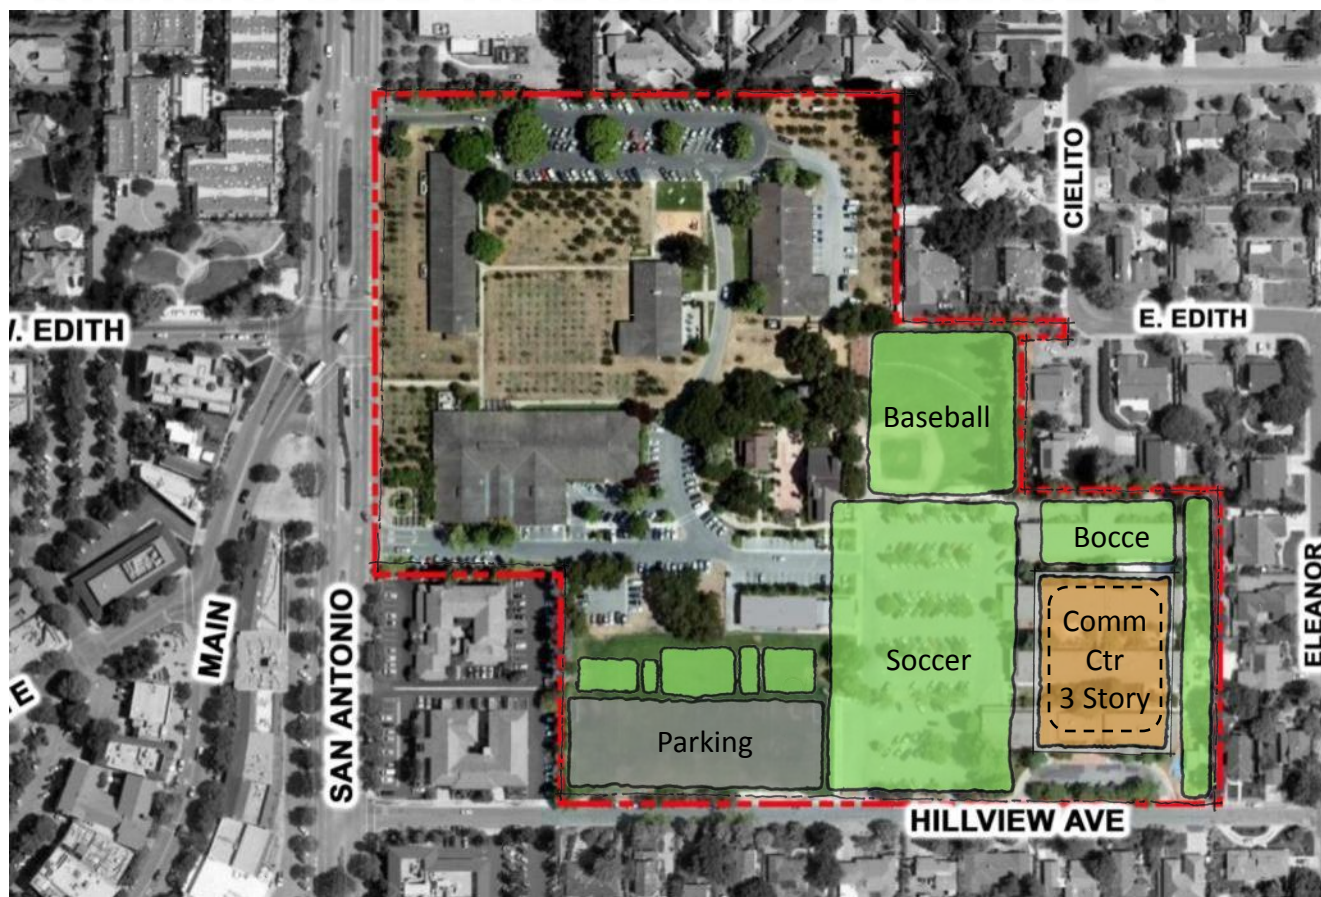 CIELITO
W. EDITH
E. EDITH
Baseball
Bocce
ELEANOR
MAIN
SAN ANTONIO
Comm
Ctr
3 Story
Soccer
Parking
HILLVIEW AVE